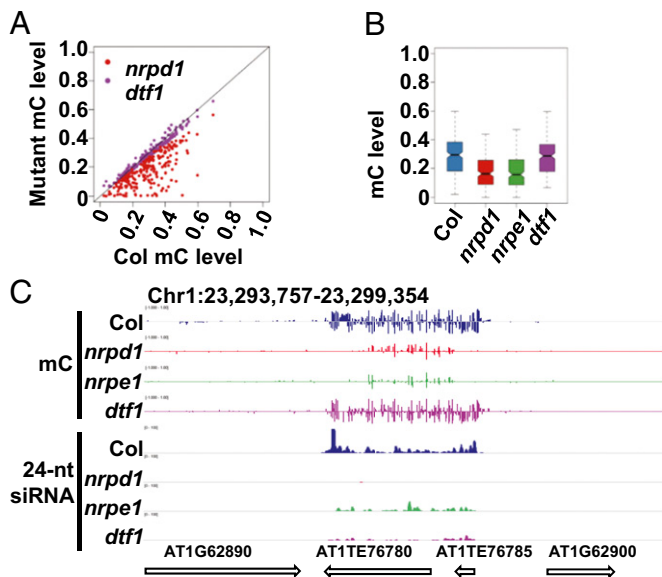 A
1.0
0.8
0.6
0.4
0.2
0
Mutant mC level
nrpd1
dtf1
0
0.2
0.4
0.6
0.8
1.0
Col mC level
B
1.0
0.8
0.6
0.4
0.2
0
mC level
Col
nrpd1
nrpe1
dtf1
C
Chr1:23,293,757-23,299,354
mC
Col
nrpd1
nrpe1
dtf1
24-nt
siRNA
Col
nrpd1
nrpe1
dtf1
AT1G62890 AT1TE76780 AT1TE76785 AT1G62900